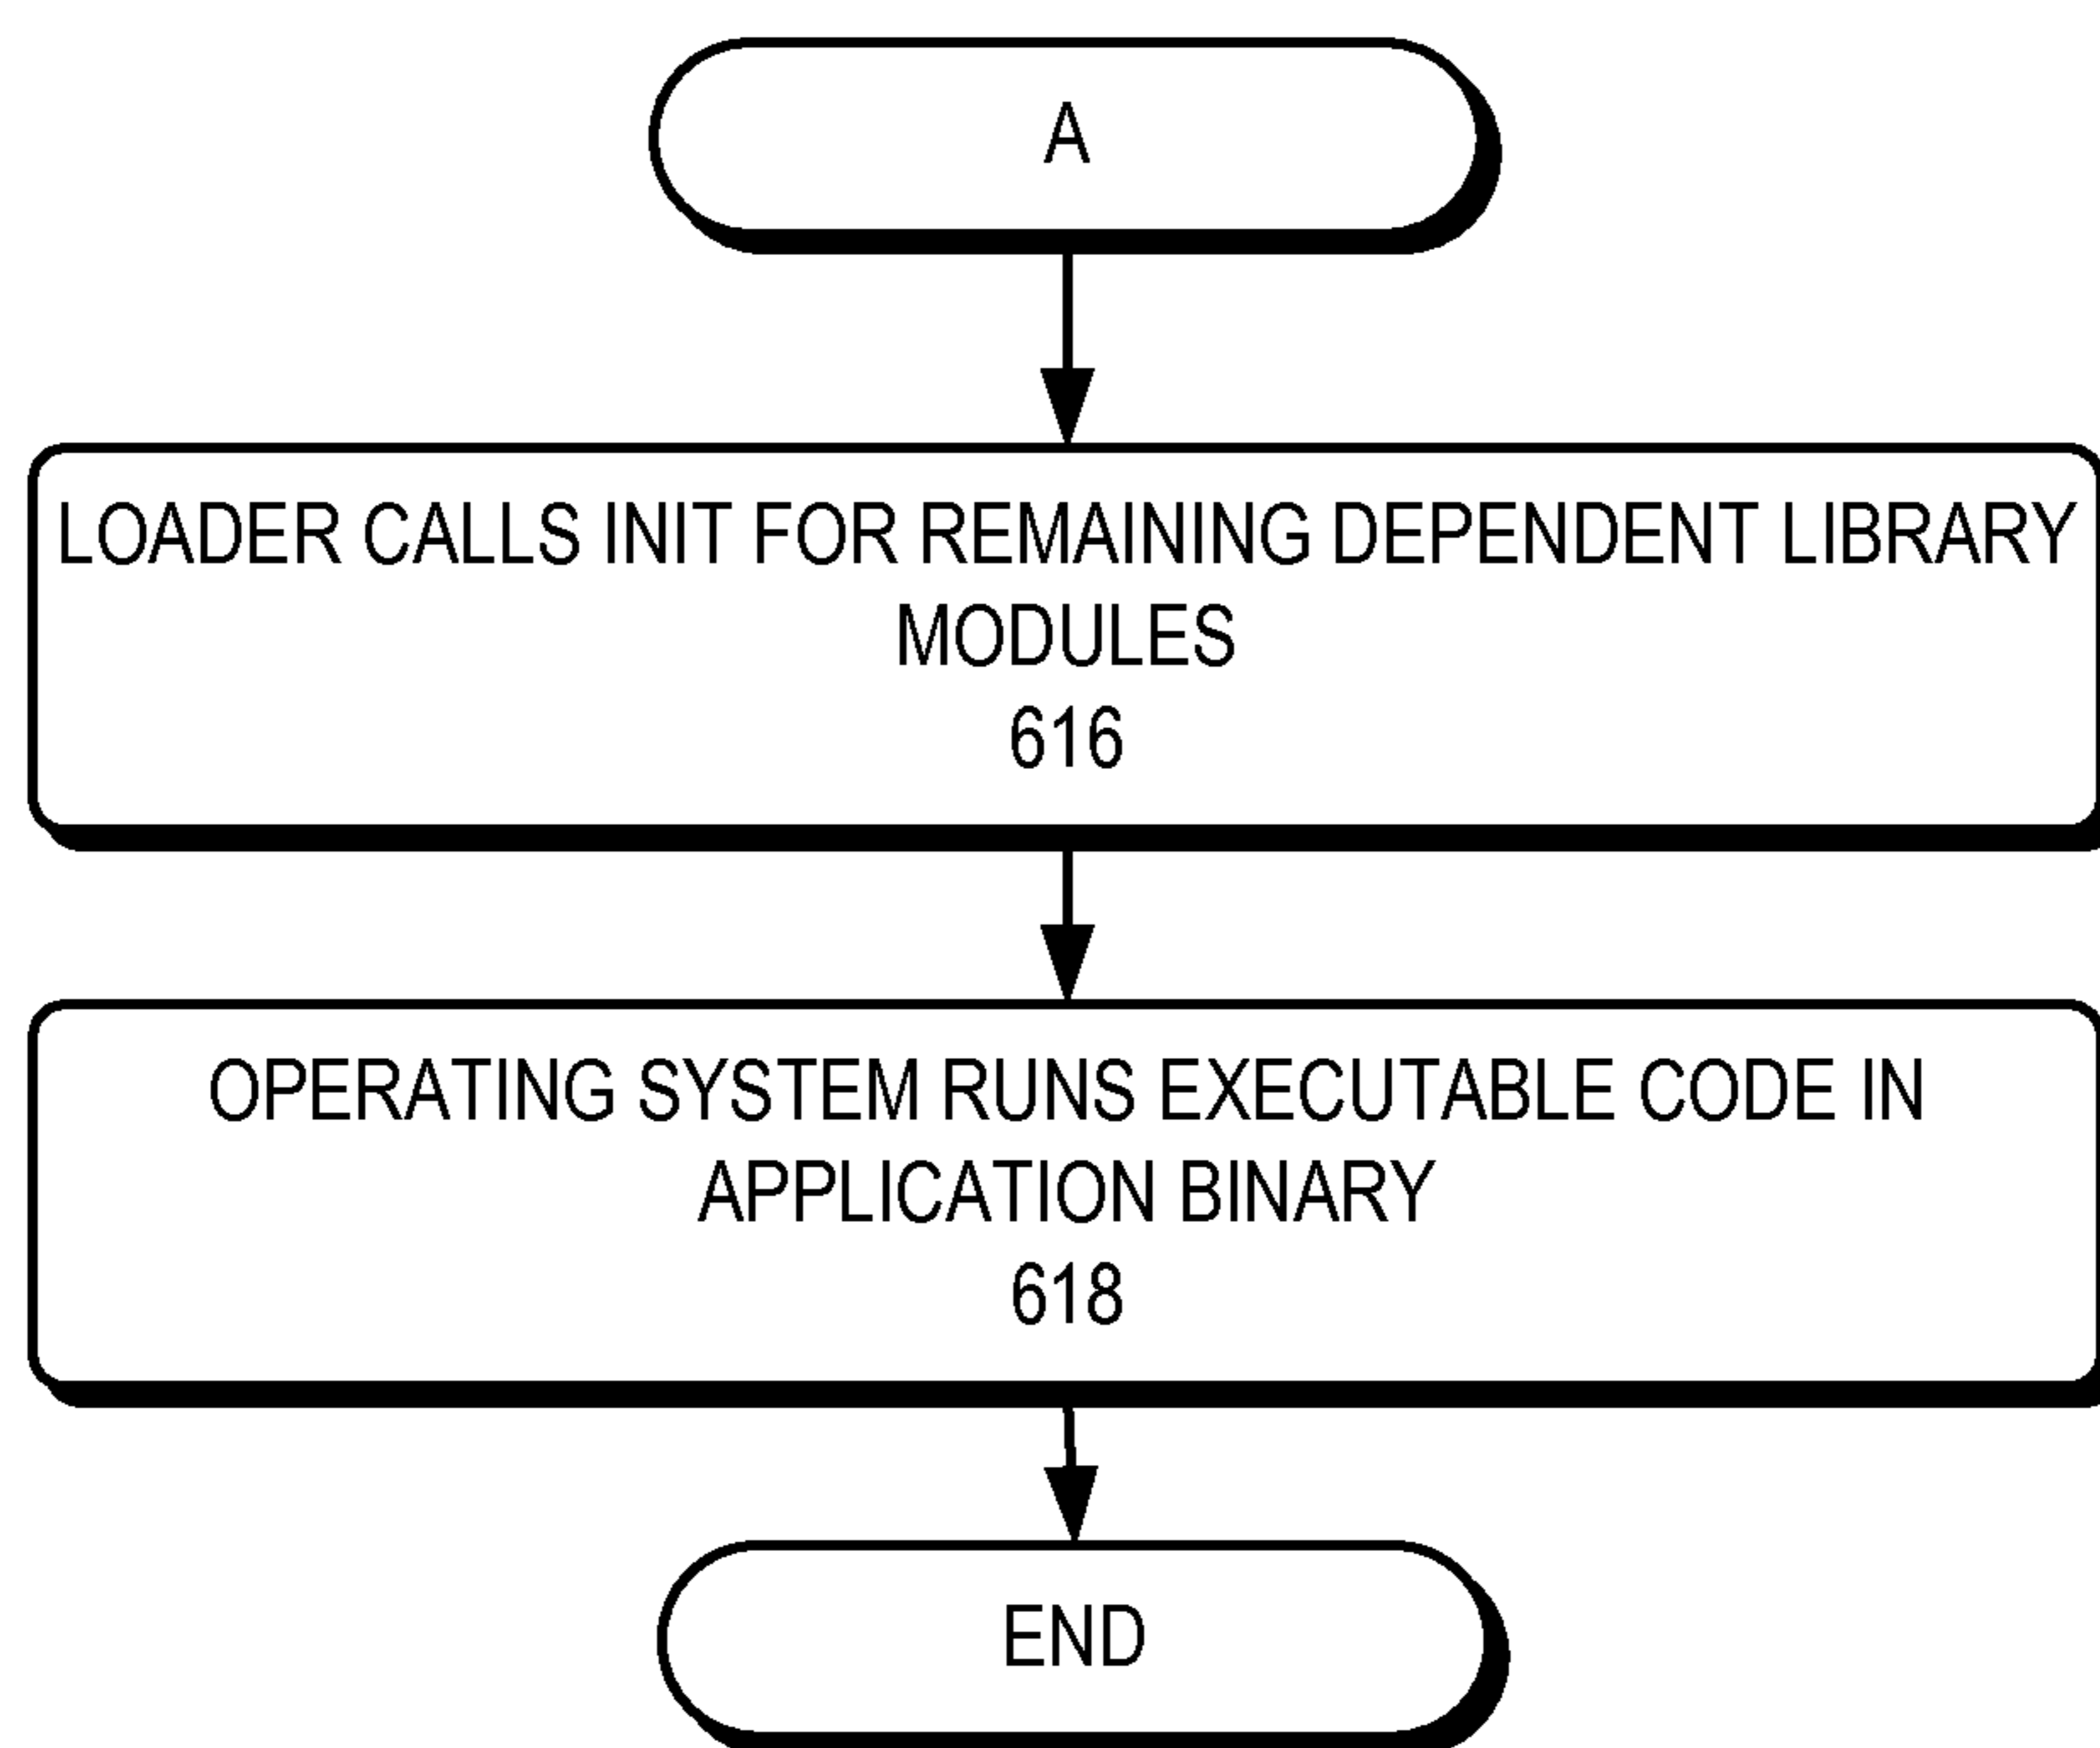 A
LOADER CALLS INIT FOR REMAINING DEPENDENT LIBRARY
MODULES
616
OPERATING SYSTEM RUNS EXECUTABLE CODE IN
APPLICATION BINARY
618
END